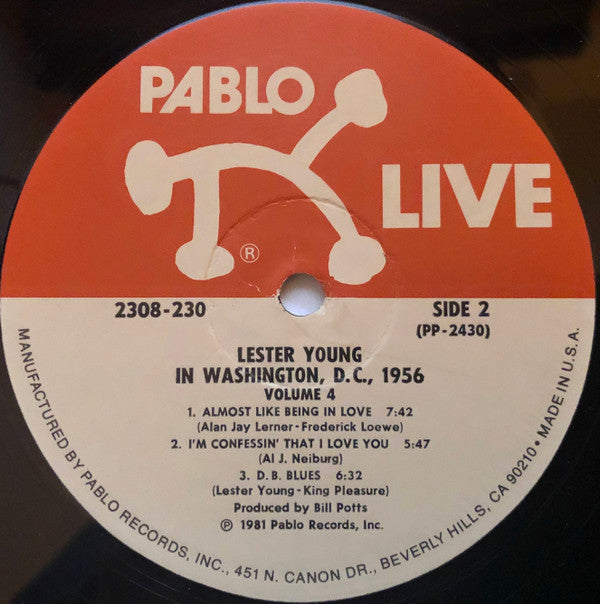 PABLO
LIVE
®
2308-230
SIDE 2
(PP-2430)
LESTER YOUNG
IN WASHINGTON, D.C., 1956
VOLUME 4
1. ALMOST LIKE BEING IN LOVE 7:42
(Alan Jay Lerner-Frederick Loewe)
2. I'M CONFESSIN' THAT I LOVE YOU 5:47
(Al J. Neiburg)
3. D.B. BLUES 6:32
(Lester Young-King Pleasure)
Produced by Bill Potts
℗ 1981 Pablo Records, Inc.
MANUFACTURED BY PABLO RECORDS, INC., 451 N. CANON DR., BEVERLY HILLS, CA 90210 • MADE IN U.S.A.